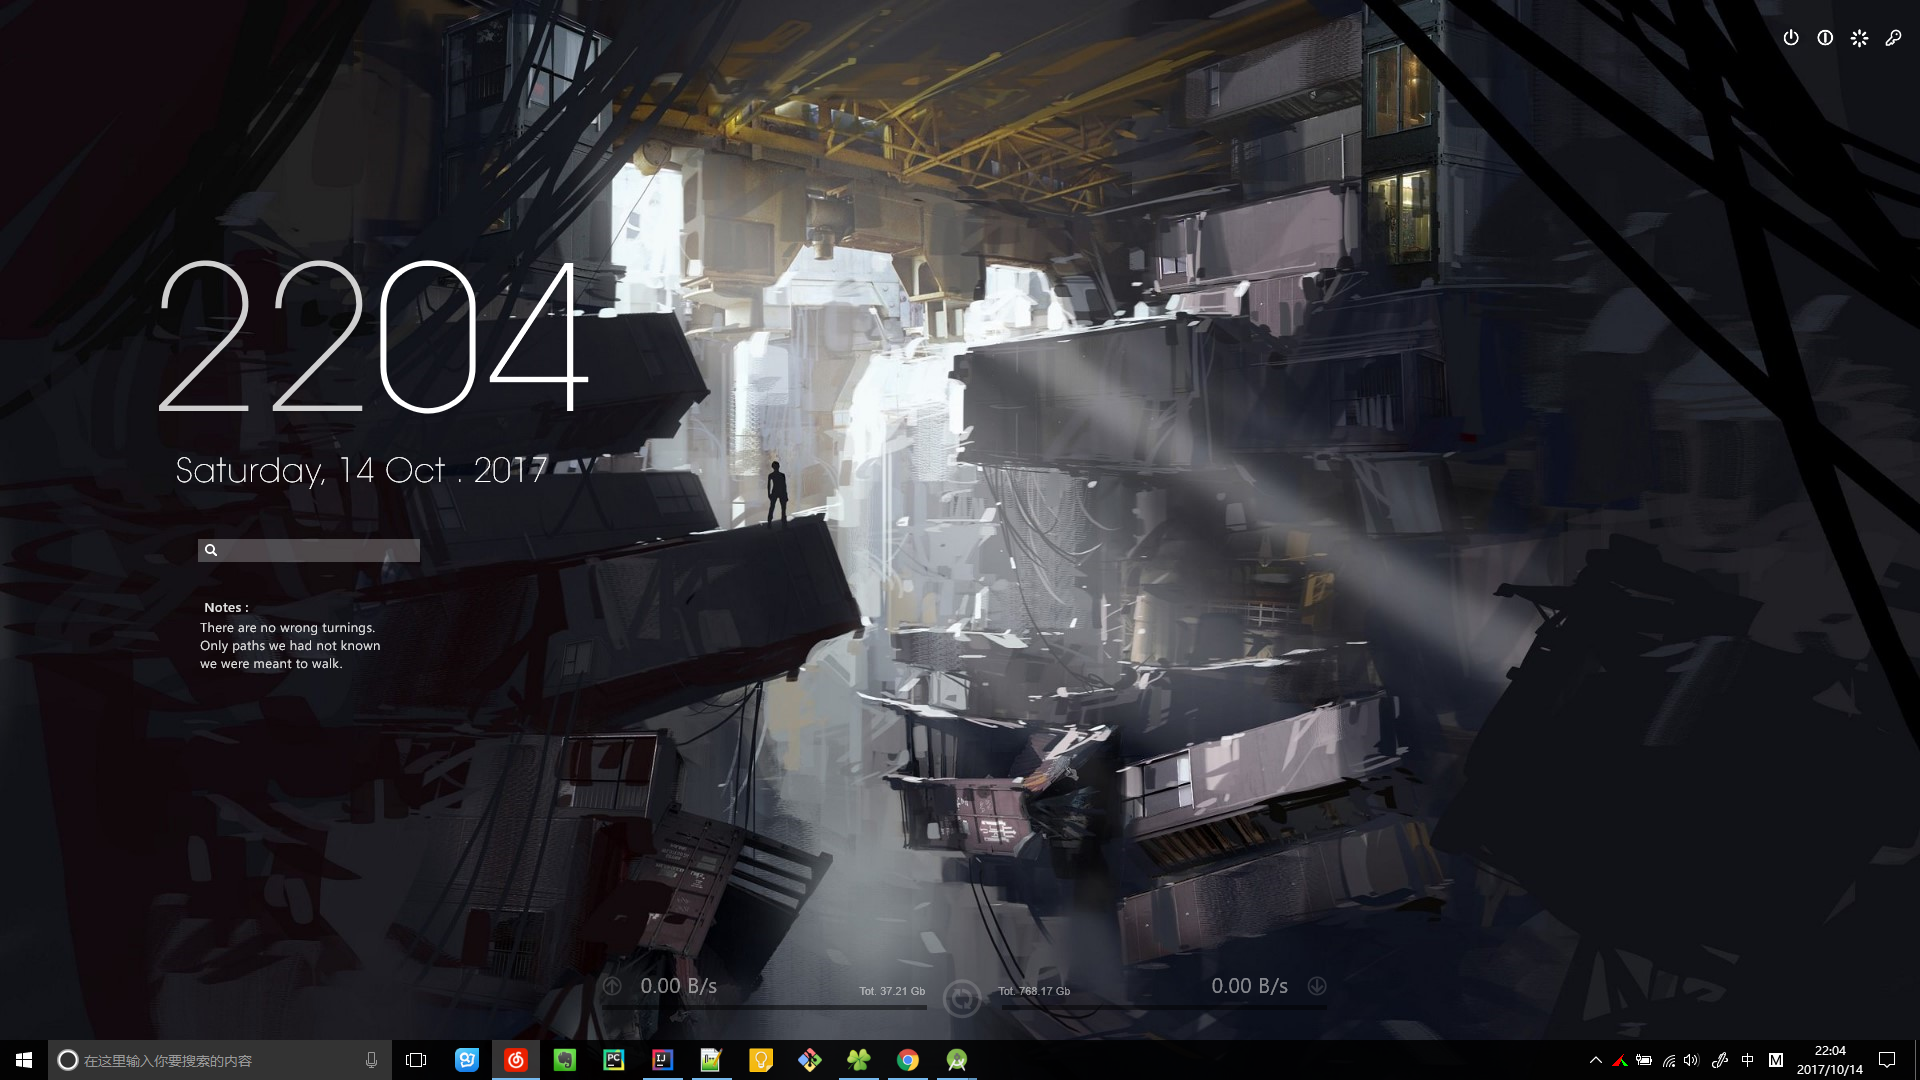 2204
Saturday, 14 Oct . 2017
Notes :
There are no wrong turnings.
Only paths we had not known
we were meant to walk.
0.00 B/s
Tot. 37.21 Gb
Tot. 768.17 Gb
0.00 B/s
在这里输入你要搜索的内容
PC
IJ
中
M
22:04
2017/10/14